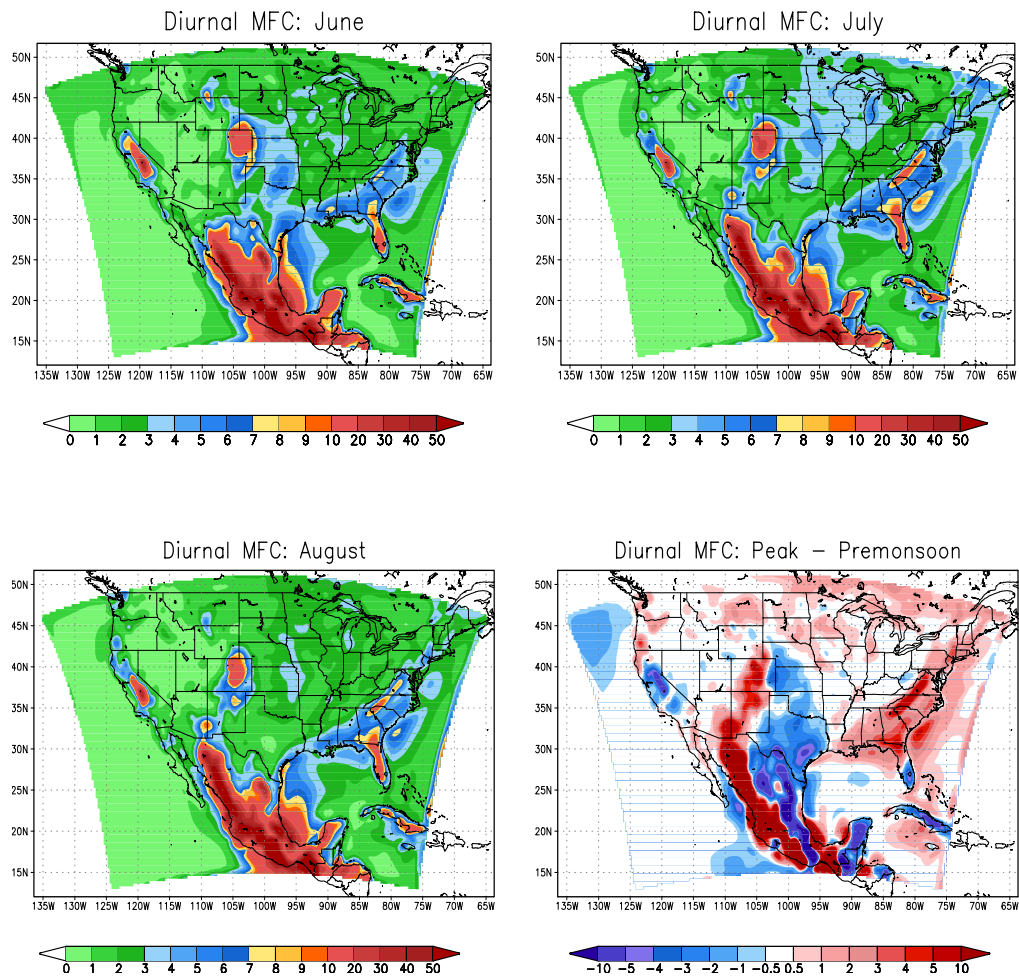 Diurnal MFC: June
Diurnal MFC: July
50N
45N
40N
35N
30N
25N
20N
15N
135W 130W 125W 120W 115W 110W 105W 100W 95W 90W 85W 80W 75W 70W 65W
50N
45N
40N
35N
30N
25N
20N
15N
135W 130W 125W 120W 115W 110W 105W 100W 95W 90W 85W 80W 75W 70W 65W
0 1 2 3 4 5 6 7 8 9 10 20 30 40 50
0 1 2 3 4 5 6 7 8 9 10 20 30 40 50
Diurnal MFC: August
Diurnal MFC: Peak − Premonsoon
50N
45N
40N
35N
30N
25N
20N
15N
135W 130W 125W 120W 115W 110W 105W 100W 95W 90W 85W 80W 75W 70W 65W
50N
45N
40N
35N
30N
25N
20N
15N
135W 130W 125W 120W 115W 110W 105W 100W 95W 90W 85W 80W 75W 70W 65W
0 1 2 3 4 5 6 7 8 9 10 20 30 40 50
−10 −5 −4 −3 −2 −0.5 0.5 1 2 3 4 5 10